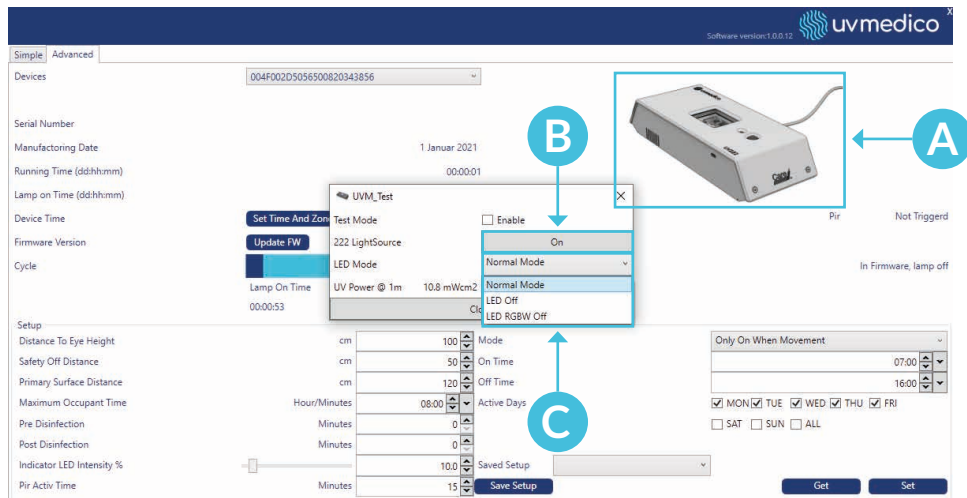 X
uvmedico
Software version:1.0.0.12
Simple Advanced
Devices 004F002D5056500820343856
Serial Number
Manufactoring Date 1 Januar 2021
Running Time (dd:hh:mm) 00:00:01
Lamp on Time (dd:hh:mm)
Device Time Set Time And Zon Pir Not Triggerd
Firmware Version Update FW
Cycle In Firmware, lamp off
Lamp On Time
00:00:53
A
B
UVM_Test X
Test Mode Enable
222 LightSource On
LED Mode Normal Mode
Normal Mode
LED Off
LED RGBW Off
UV Power @ 1m 10.8 mWcm2
Clo
C
Setup
Distance To Eye Height cm 100 Mode Only On When Movement
Safety Off Distance cm 50 On Time 07:00
Primary Surface Distance cm 120 Off Time 16:00
Maximum Occupant Time Hour/Minutes 08:00 Active Days MON TUE WED THU FRI
Pre Disinfection Minutes 0 SAT SUN ALL
Post Disinfection Minutes 0
Indicator LED Intensity % 10.0 Saved Setup
Pir Activ Time Minutes 15 Save Setup Get Set